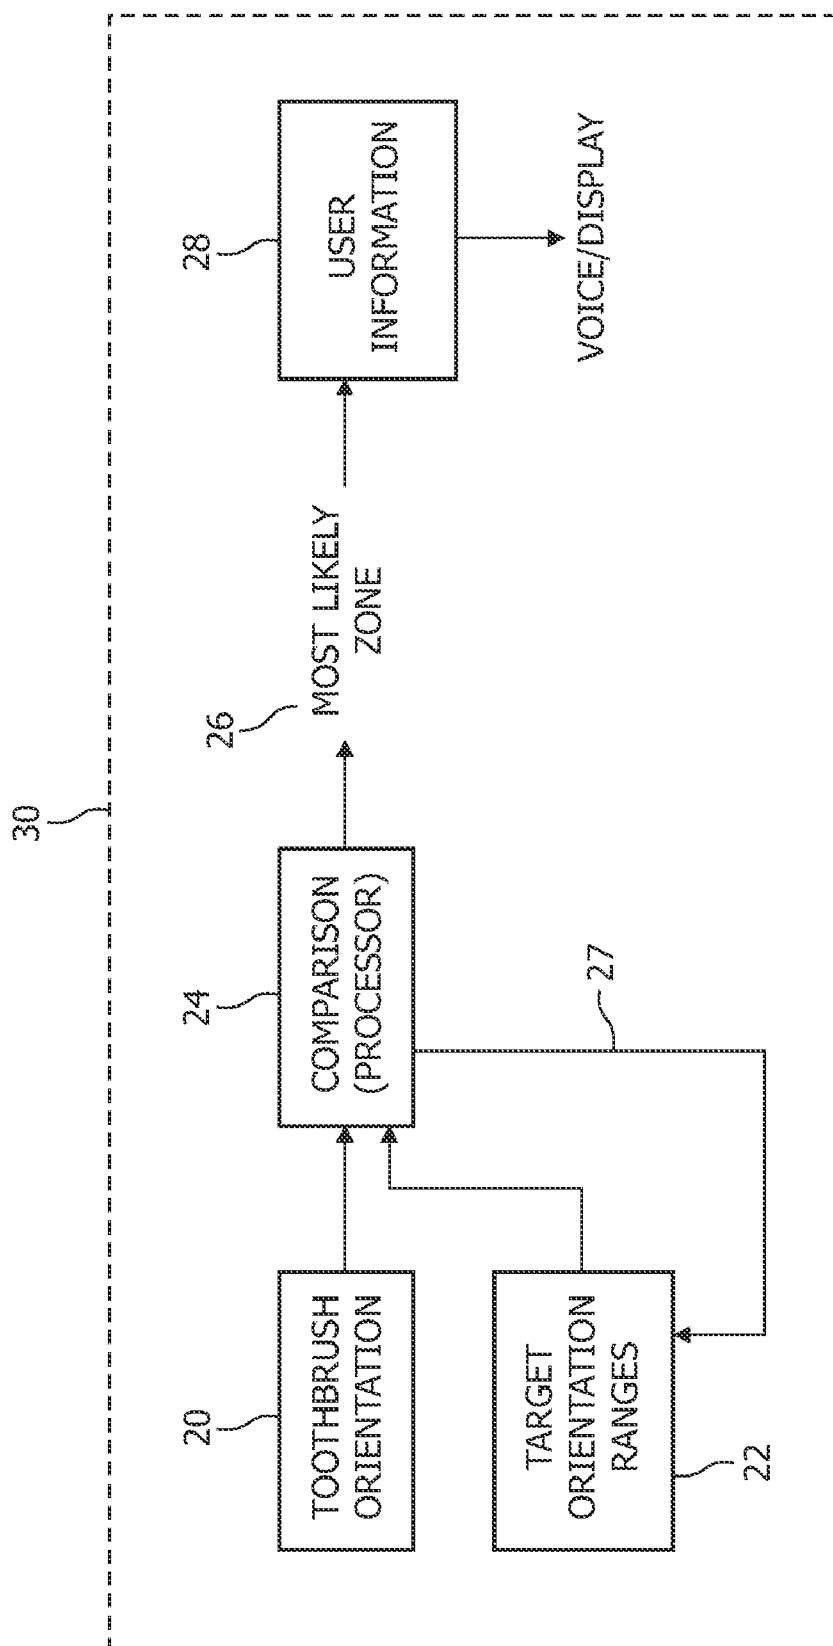 30
20
TOOTHBRUSH
ORIENTATION
22
TARGET
ORIENTATION
RANGES
24
COMPARISON
(PROCESSOR)
27
26
MOST LIKELY
ZONE
28
USER
INFORMATION
VOICE/DISPLAY